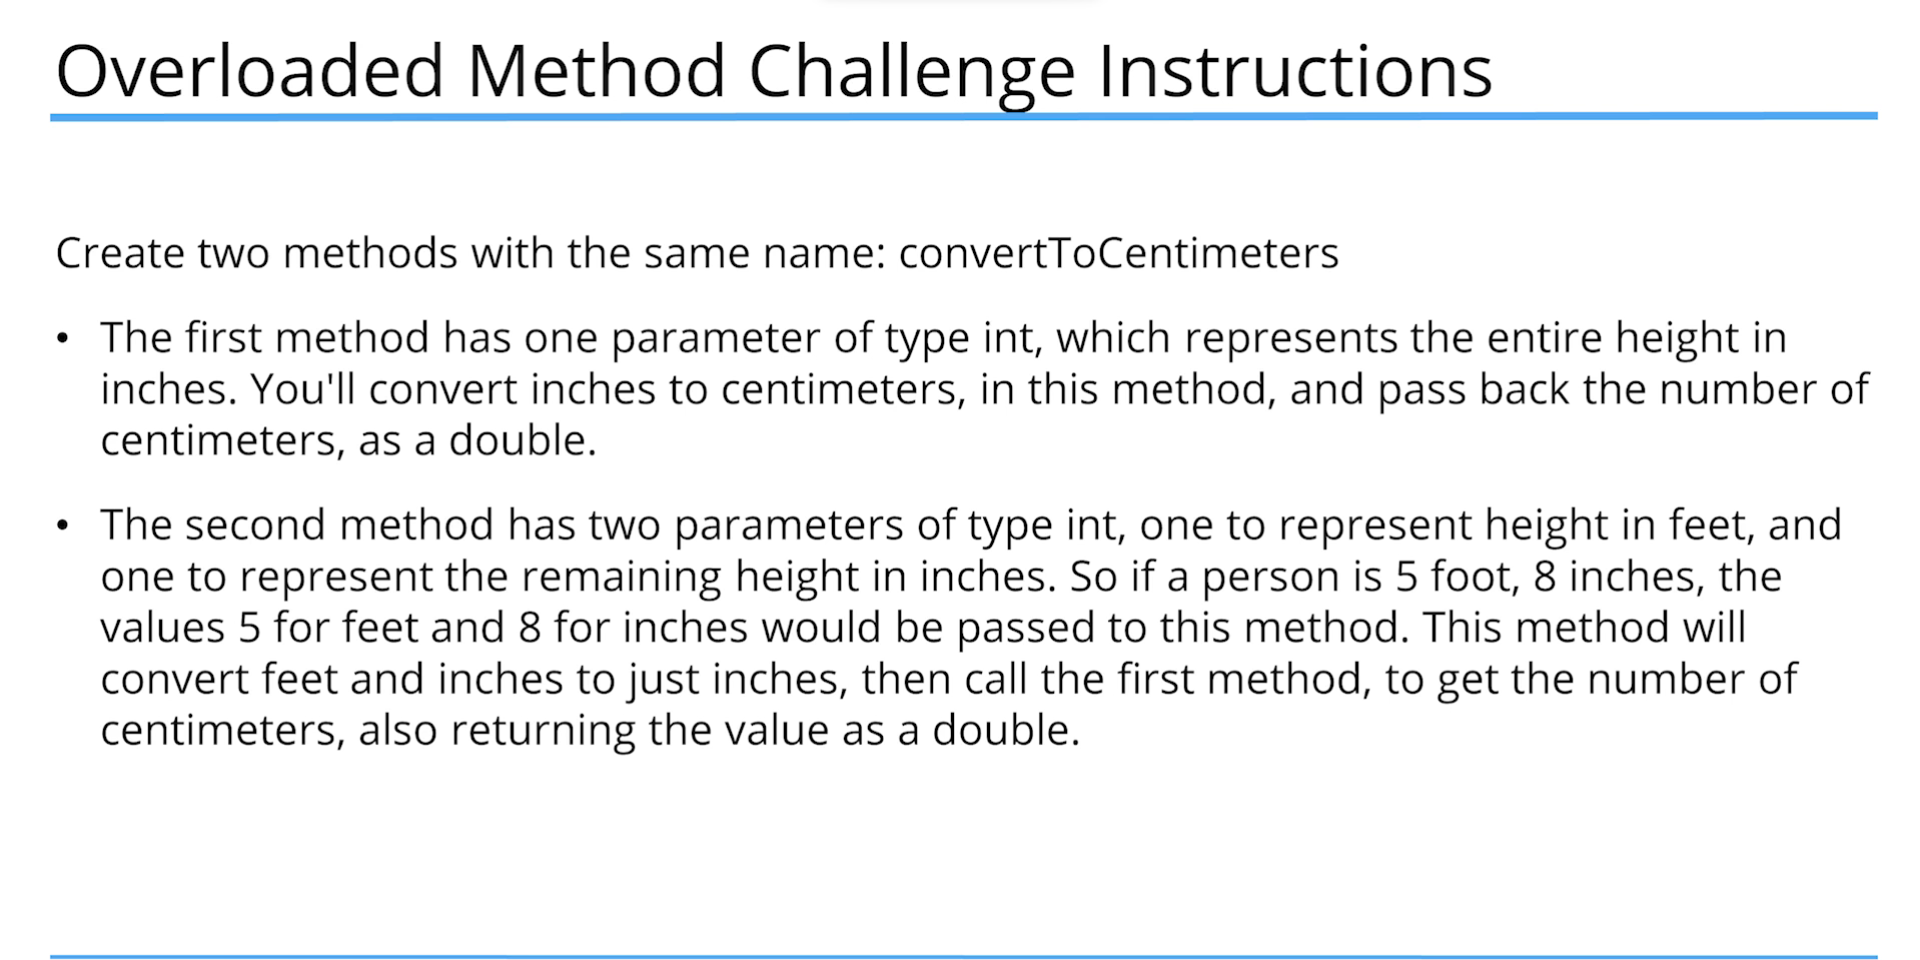 Overloaded Method Challenge Instructions
Create two methods with the same name: convertToCentimeters
• The first method has one parameter of type int, which represents the entire height in
inches. You'll convert inches to centimeters, in this method, and pass back the number of
centimeters, as a double.
• The second method has two parameters of type int, one to represent height in feet, and
one to represent the remaining height in inches. So if a person is 5 foot, 8 inches, the
values 5 for feet and 8 for inches would be passed to this method. This method will
convert feet and inches to just inches, then call the first method, to get the number of
centimeters, also returning the value as a double.